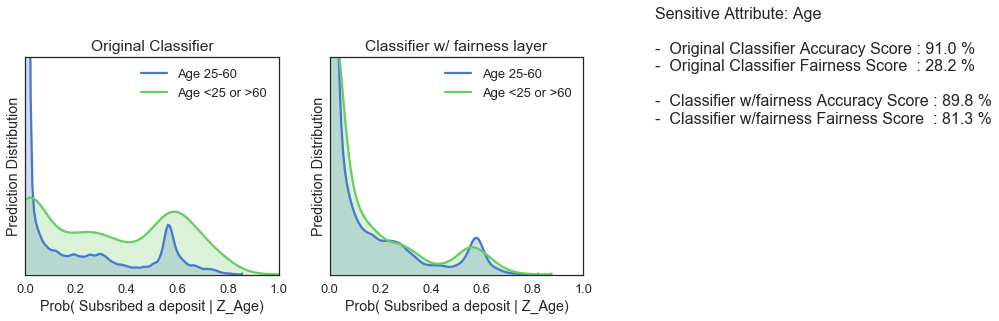 Sensitive Attribute: Age
- Original Classifier Accuracy Score : 91.0 %
- Original Classifier Fairness Score : 28.2 %
- Classifier w/fairness Accuracy Score : 89.8 %
- Classifier w/fairness Fairness Score : 81.3 %
Original Classifier
Age 25-60
Age <25 or >60
Prediction Distribution
0.0 0.2 0.4 0.6 0.8 1.0
Prob( Subsribed a deposit | Z_Age)
Classifier w/ fairness layer
Age 25-60
Age <25 or >60
Prediction Distribution
0.0 0.2 0.4 0.6 0.8 1.0
Prob( Subsribed a deposit | Z_Age)